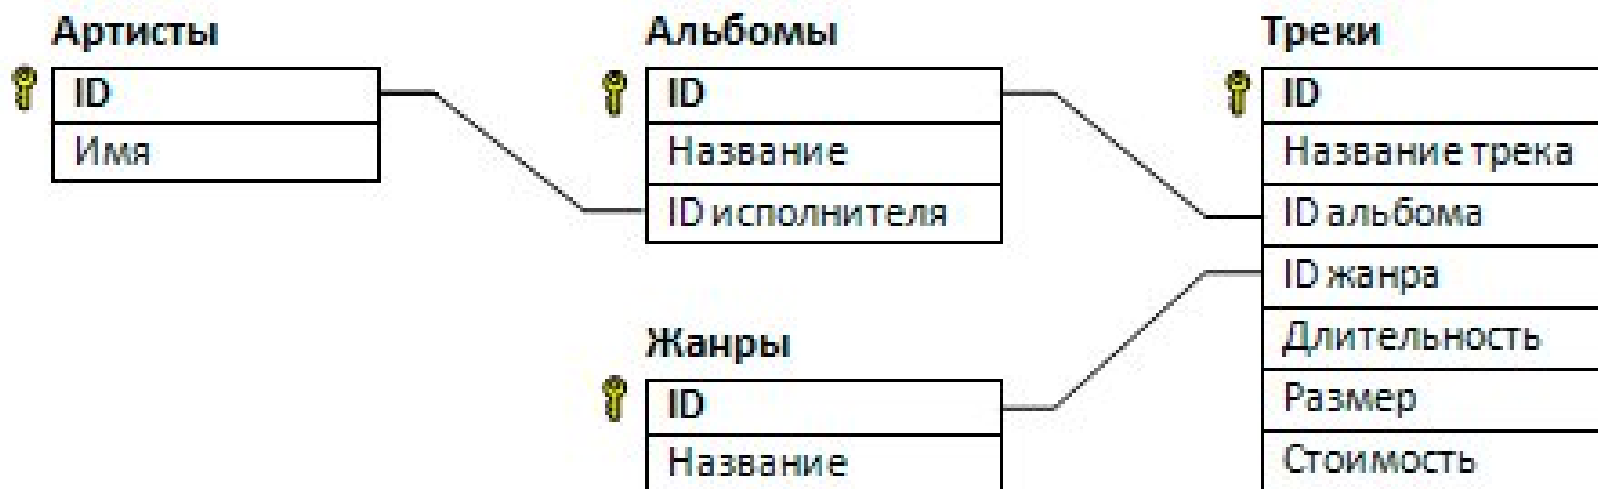 Артисты
ID
Имя
Альбомы
ID
Название
ID исполнителя
Жанры
ID
Название
Треки
ID
Название трека
ID альбома
ID жанра
Длительность
Размер
Стоимость